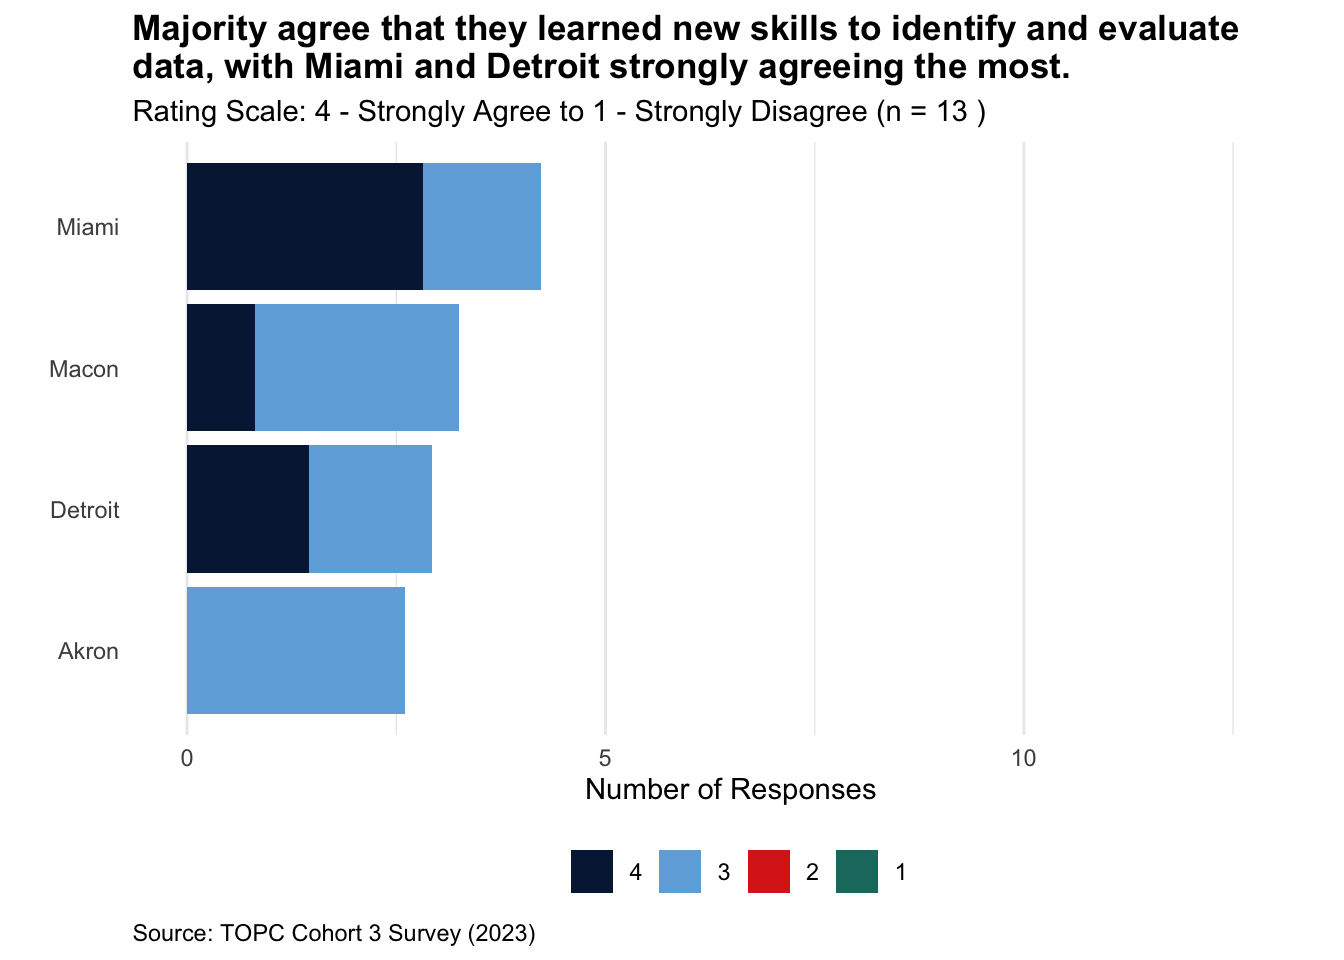 Majority agree that they learned new skills to identify and evaluate
data, with Miami and Detroit strongly agreeing the most.
Rating Scale: 4 - Strongly Agree to 1 - Strongly Disagree (n = 13 )
Miami
Macon
Detroit
Akron
0 5 10
Number of Responses
4 3 2 1
Source: TOPC Cohort 3 Survey (2023)